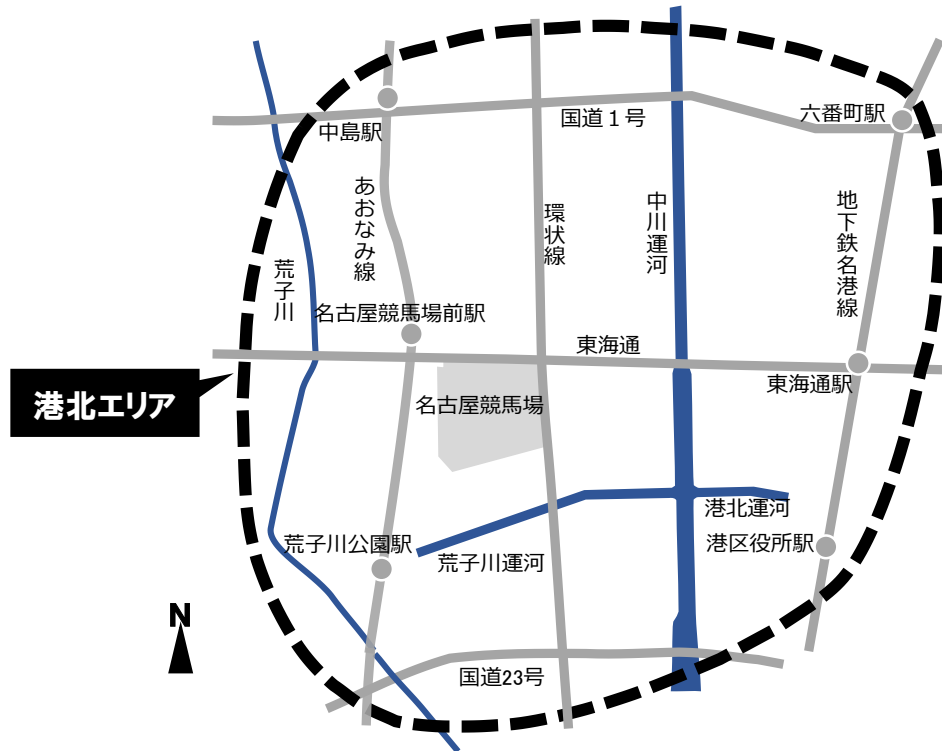 国道１号
六番町駅
中島駅
あおなみ線
環状線
中川運河
地下鉄名港線
荒子川
名古屋競馬場前駅
東海通
東海通駅
港北エリア
名古屋競馬場
港北運河
荒子川公園駅
荒子川運河
港区役所駅
N
国道23号